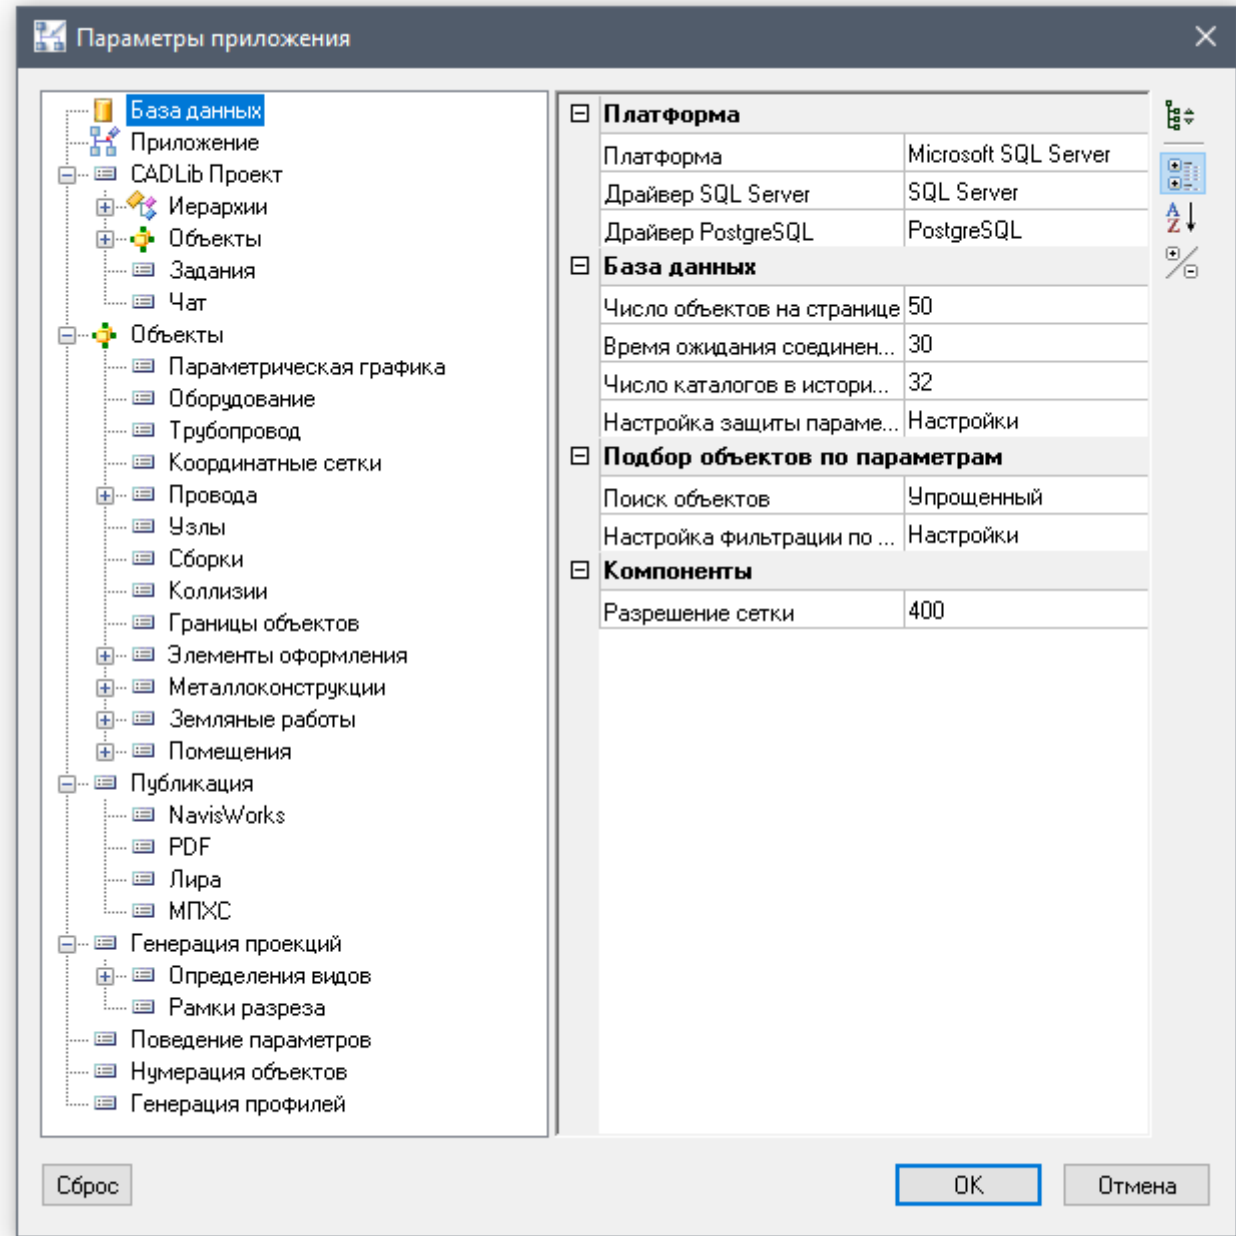 Параметры приложения
База данных
Приложение
CADLib Проект
Иерархии
Объекты
Задания
Чат
Объекты
Параметрическая графика
Оборудование
Трубопровод
Координатные сетки
Провода
Узлы
Сборки
Коллизии
Границы объектов
Элементы оформления
Металлоконструкции
Земляные работы
Помещения
Публикация
NavisWorks
PDF
Лира
МПХС
Генерация проекций
Определения видов
Рамки разреза
Поведение параметров
Нумерация объектов
Генерация профилей
Платформа
Платформа Microsoft SQL Server
Драйвер SQL Server SQL Server
Драйвер PostgreSQL PostgreSQL
База данных
Число объектов на странице 50
Время ожидания соединен... 30
Число каталогов в истори... 32
Настройка защиты параме... Настройки
Подбор объектов по параметрам
Поиск объектов Упрощенный
Настройка фильтрации по ... Настройки
Компоненты
Разрешение сетки 400
A
Z
Сброс
OK
Отмена